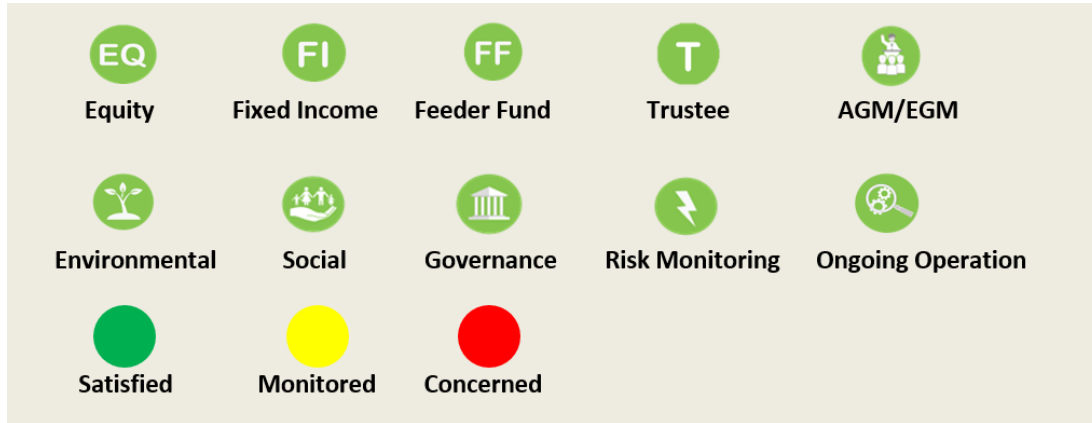 EQ FI FF T
Equity Fixed Income Feeder Fund Trustee AGM/EGM
Environmental Social Governance Risk Monitoring Ongoing Operation
Satisfied Monitored Concerned